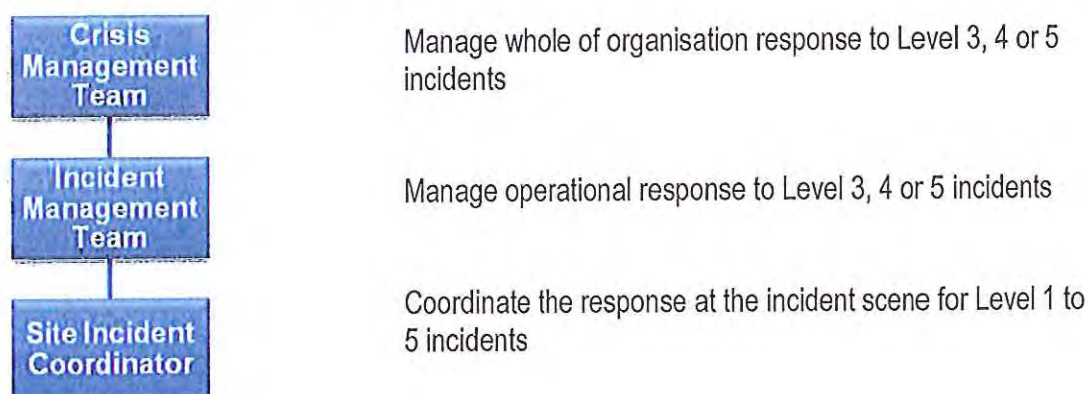 Crisis
Management
Team
Manage whole of organisation response to Level 3, 4 or 5
incidents
Incident
Management
Team
Manage operational response to Level 3, 4 or 5 incidents
Site Incident
Coordinator
Coordinate the response at the incident scene for Level 1 to
5 incidents